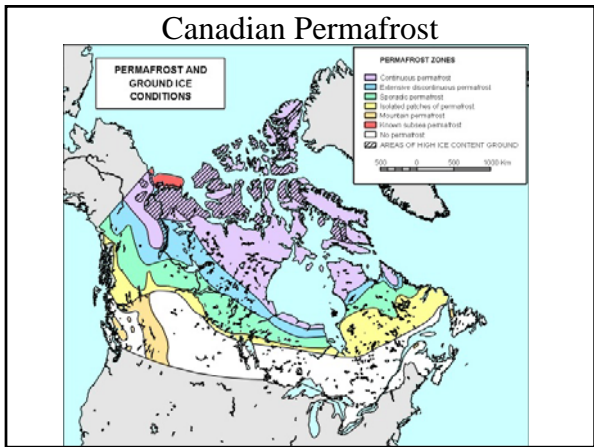 Canadian Permafrost
PERMAFROST AND
GROUND ICE
CONDITIONS
PERMAFROST ZONES
Continuous permafrost
Extensive discontinuous permafrost
Sporadic permafrost
Isolated patches of permafrost
Mountain permafrost
Known subsea permafrost
No permafrost
AREAS OF HIGH ICE CONTENT GROUND
500 0 500 1000 Km